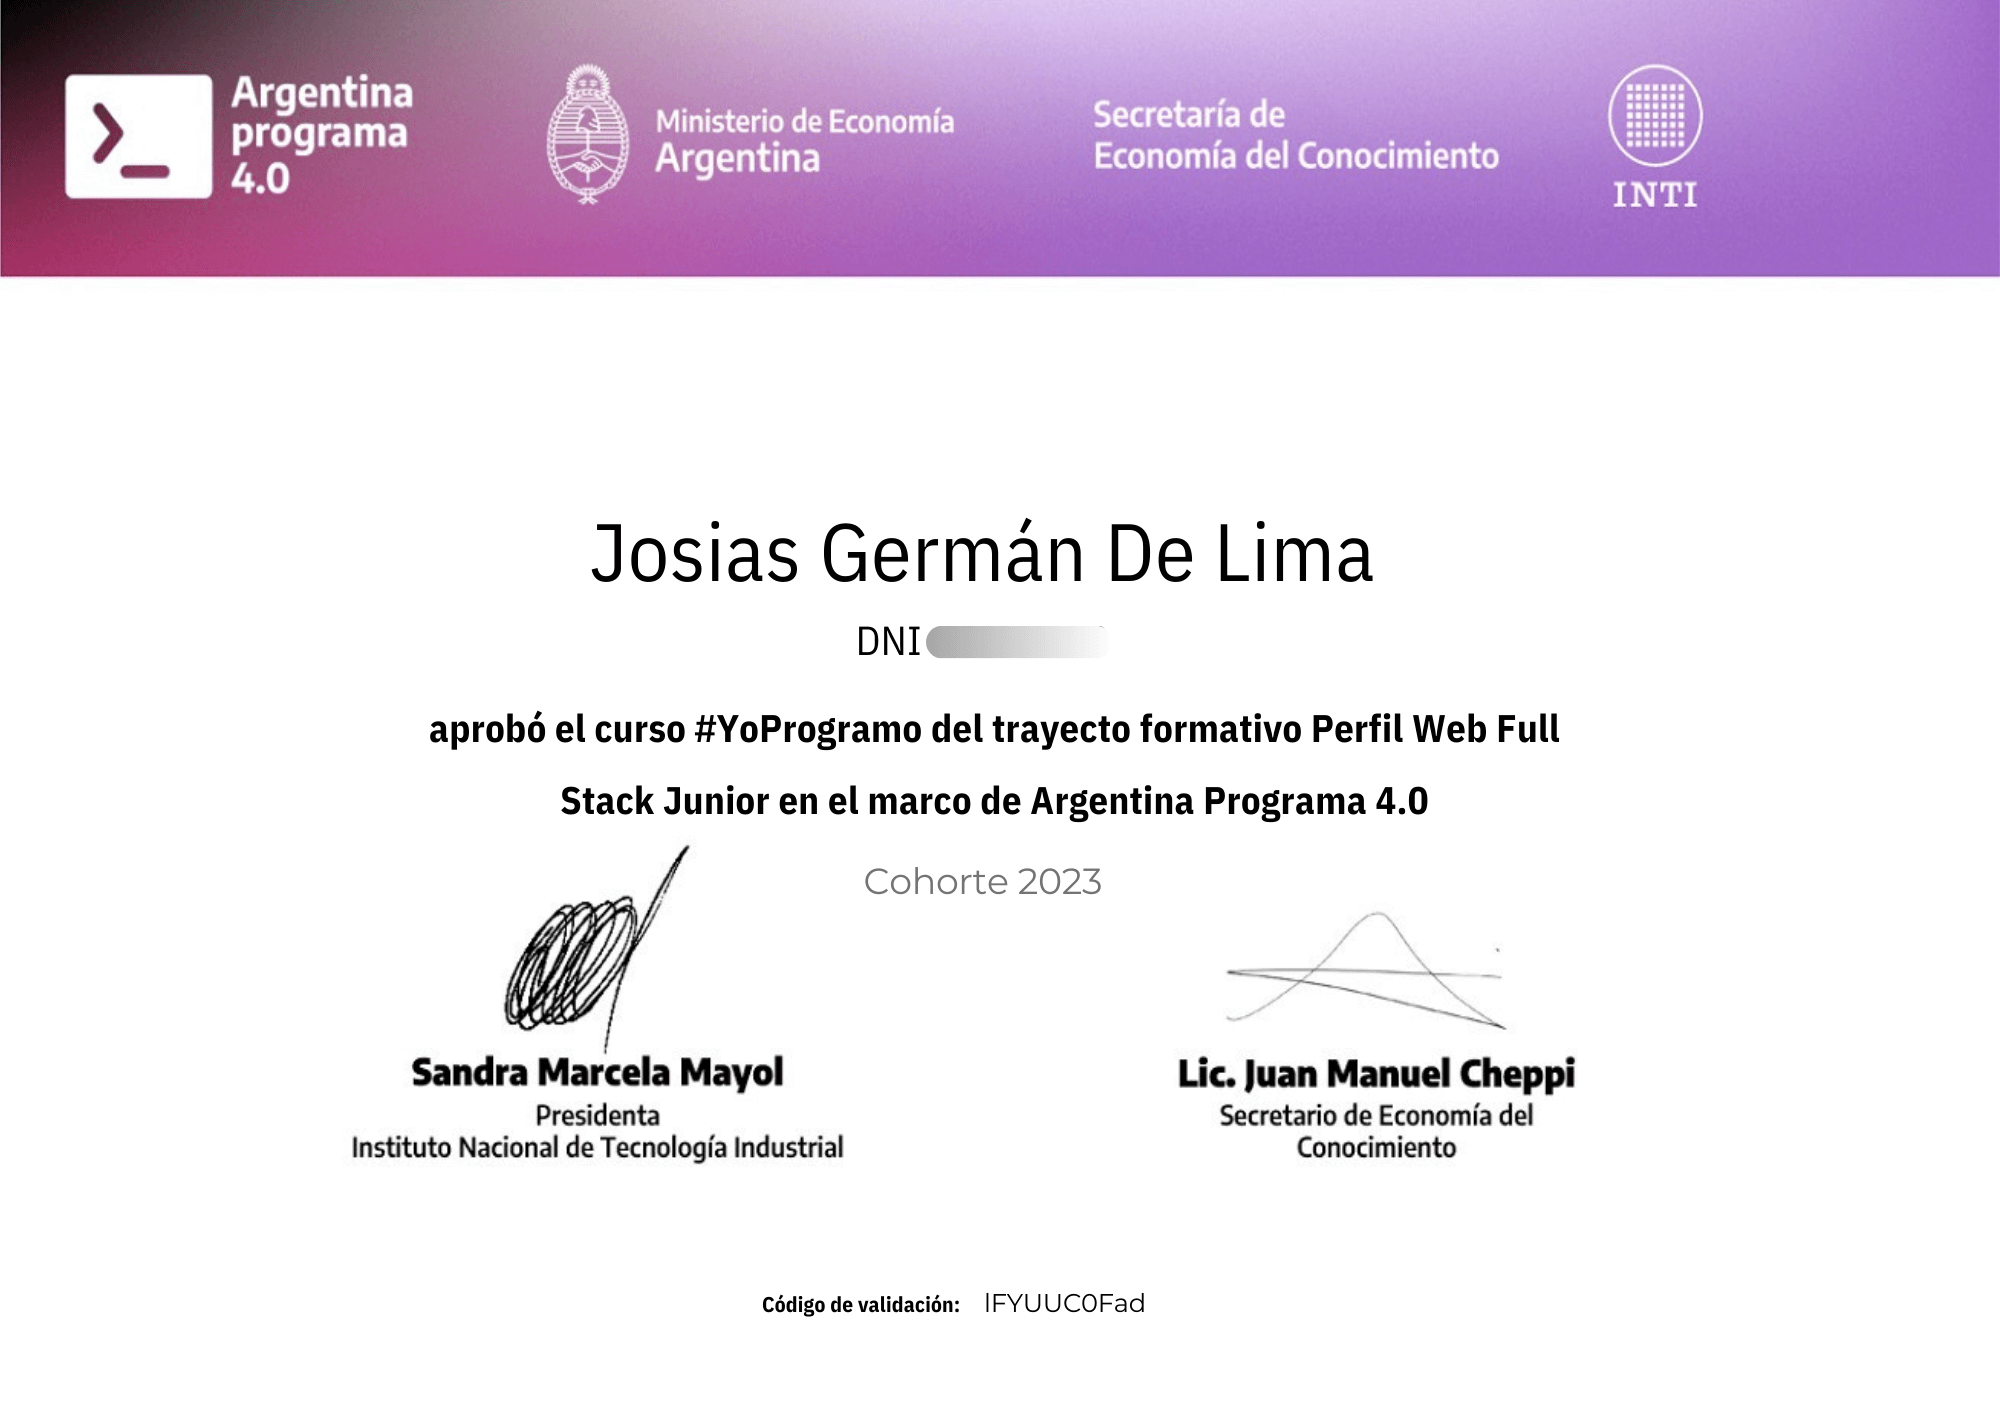 Argentina
programa
4.0
Ministerio de Economía
Argentina
Secretaría de
Economía del Conocimiento
INTI
Josias Germán De Lima
DNI
aprobó el curso #YoProgramo del trayecto formativo Perfil Web Full
Stack Junior en el marco de Argentina Programa 4.0
Cohorte 2023
Sandra Marcela Mayol
Presidenta
Instituto Nacional de Tecnología Industrial
Lic. Juan Manuel Cheppi
Secretario de Economía del
Conocimiento
Código de validación: lFYUUC0Fad